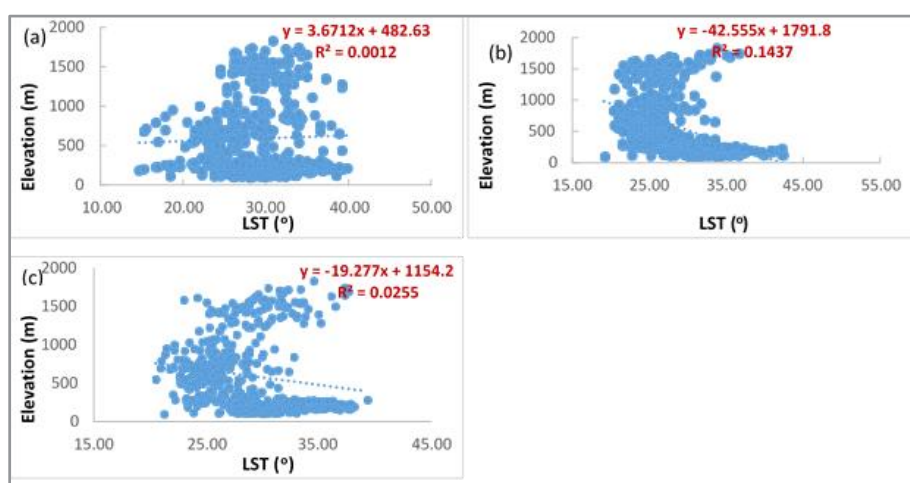 (a)
y = 3.6712x + 482.63
R² = 0.0012
Elevation (m)
2000
1500
1000
500
0
10.00 20.00 30.00 40.00 50.00
LST (º)
(b)
y = -42.555x + 1791.8
R² = 0.1437
Elevation (m)
2000
1500
1000
500
0
15.00 25.00 35.00 45.00 55.00
LST (º)
(c)
y = -19.277x + 1154.2
R² = 0.0255
Elevation (m)
2000
1500
1000
500
0
15.00 25.00 35.00 45.00
LST (º)